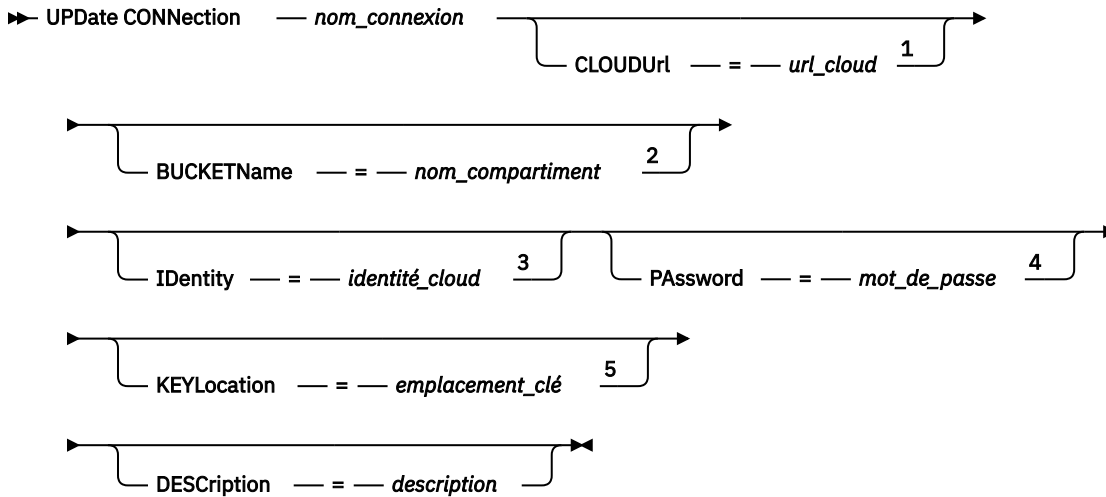 UPDate CONNection nom_connexion
CLOUDUrl = url_cloud 1
BUCKETName = nom_compartiment 2
IDentity = identité_cloud 3 PAssword = mot_de_passe 4
KEYLocation = emplacement_clé 5
DESCription = description